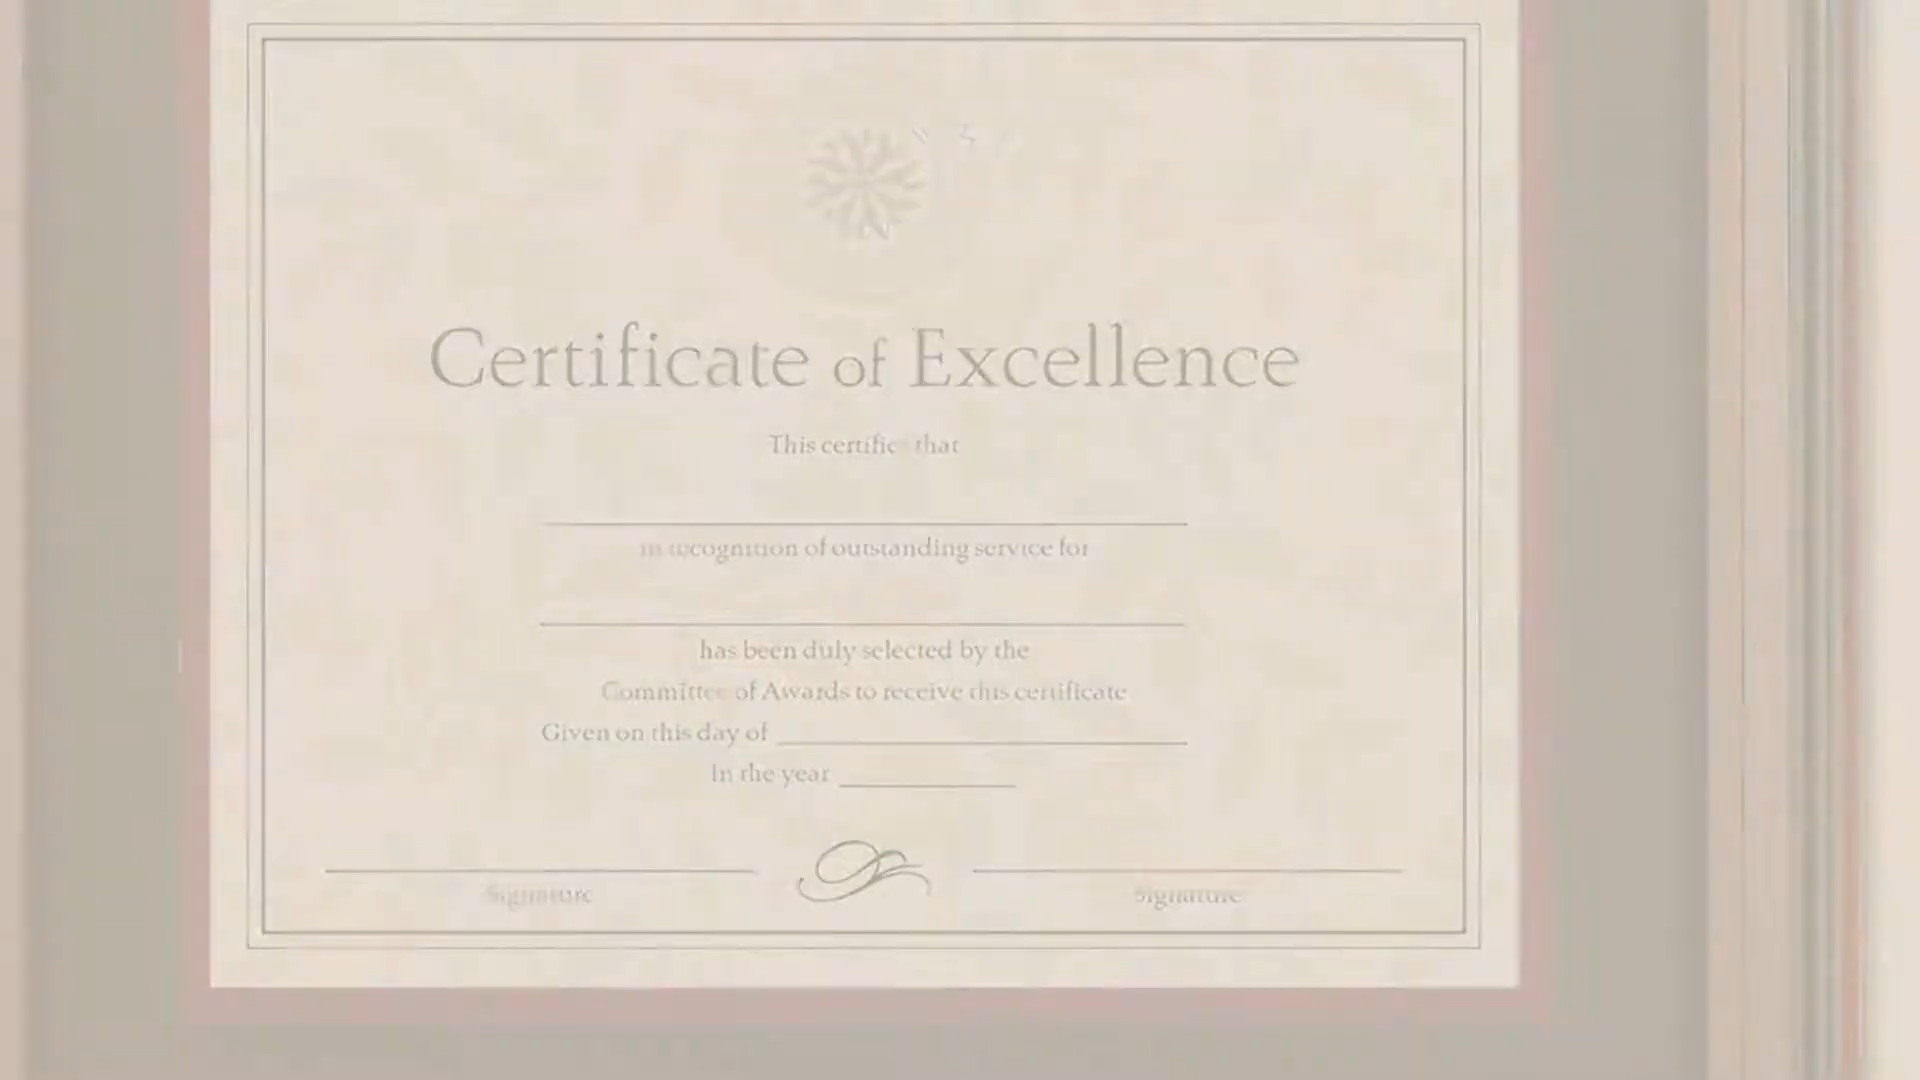 Certificate of Excellence
This certifies that
in recognition of outstanding service for
has been duly selected by the
Committee of Awards to receive this certificate
Given on this day of
In the year
Signature Signature